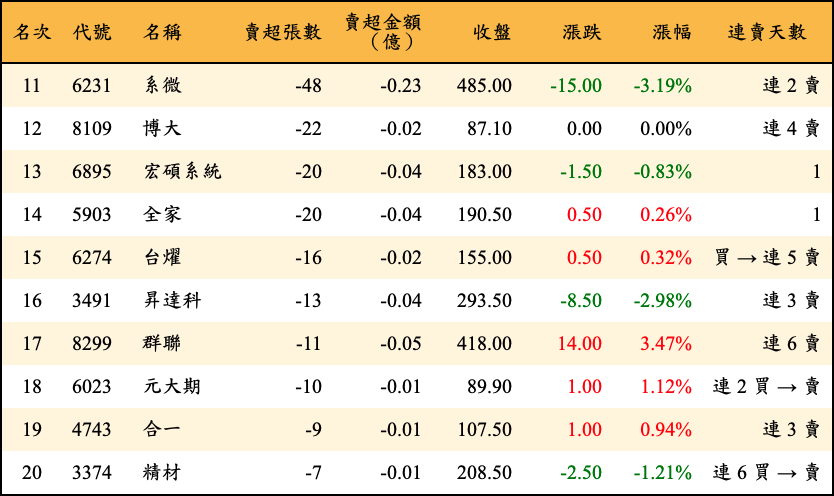 名次 代號 名稱 賣超張數 賣超金額（億） 收盤 漲跌 漲幅 連賣天數
11 6231 系微 -48 -0.23 485.00 -15.00 -3.19% 連 2 賣
12 8109 博大 -22 -0.02 87.10 0.00 0.00% 連 4 賣
13 6895 宏碩系統 -20 -0.04 183.00 -1.50 -0.83% 1
14 5903 全家 -20 -0.04 190.50 0.50 0.26% 1
15 6274 台燿 -16 -0.02 155.00 0.50 0.32% 買 → 連 5 賣
16 3491 昇達科 -13 -0.04 293.50 -8.50 -2.98% 連 3 賣
17 8299 群聯 -11 -0.05 418.00 14.00 3.47% 連 6 賣
18 6023 元大期 -10 -0.01 89.90 1.00 1.12% 連 2 買 → 賣
19 4743 合一 -9 -0.01 107.50 1.00 0.94% 連 3 賣
20 3374 精材 -7 -0.01 208.50 -2.50 -1.21% 連 6 買 → 賣